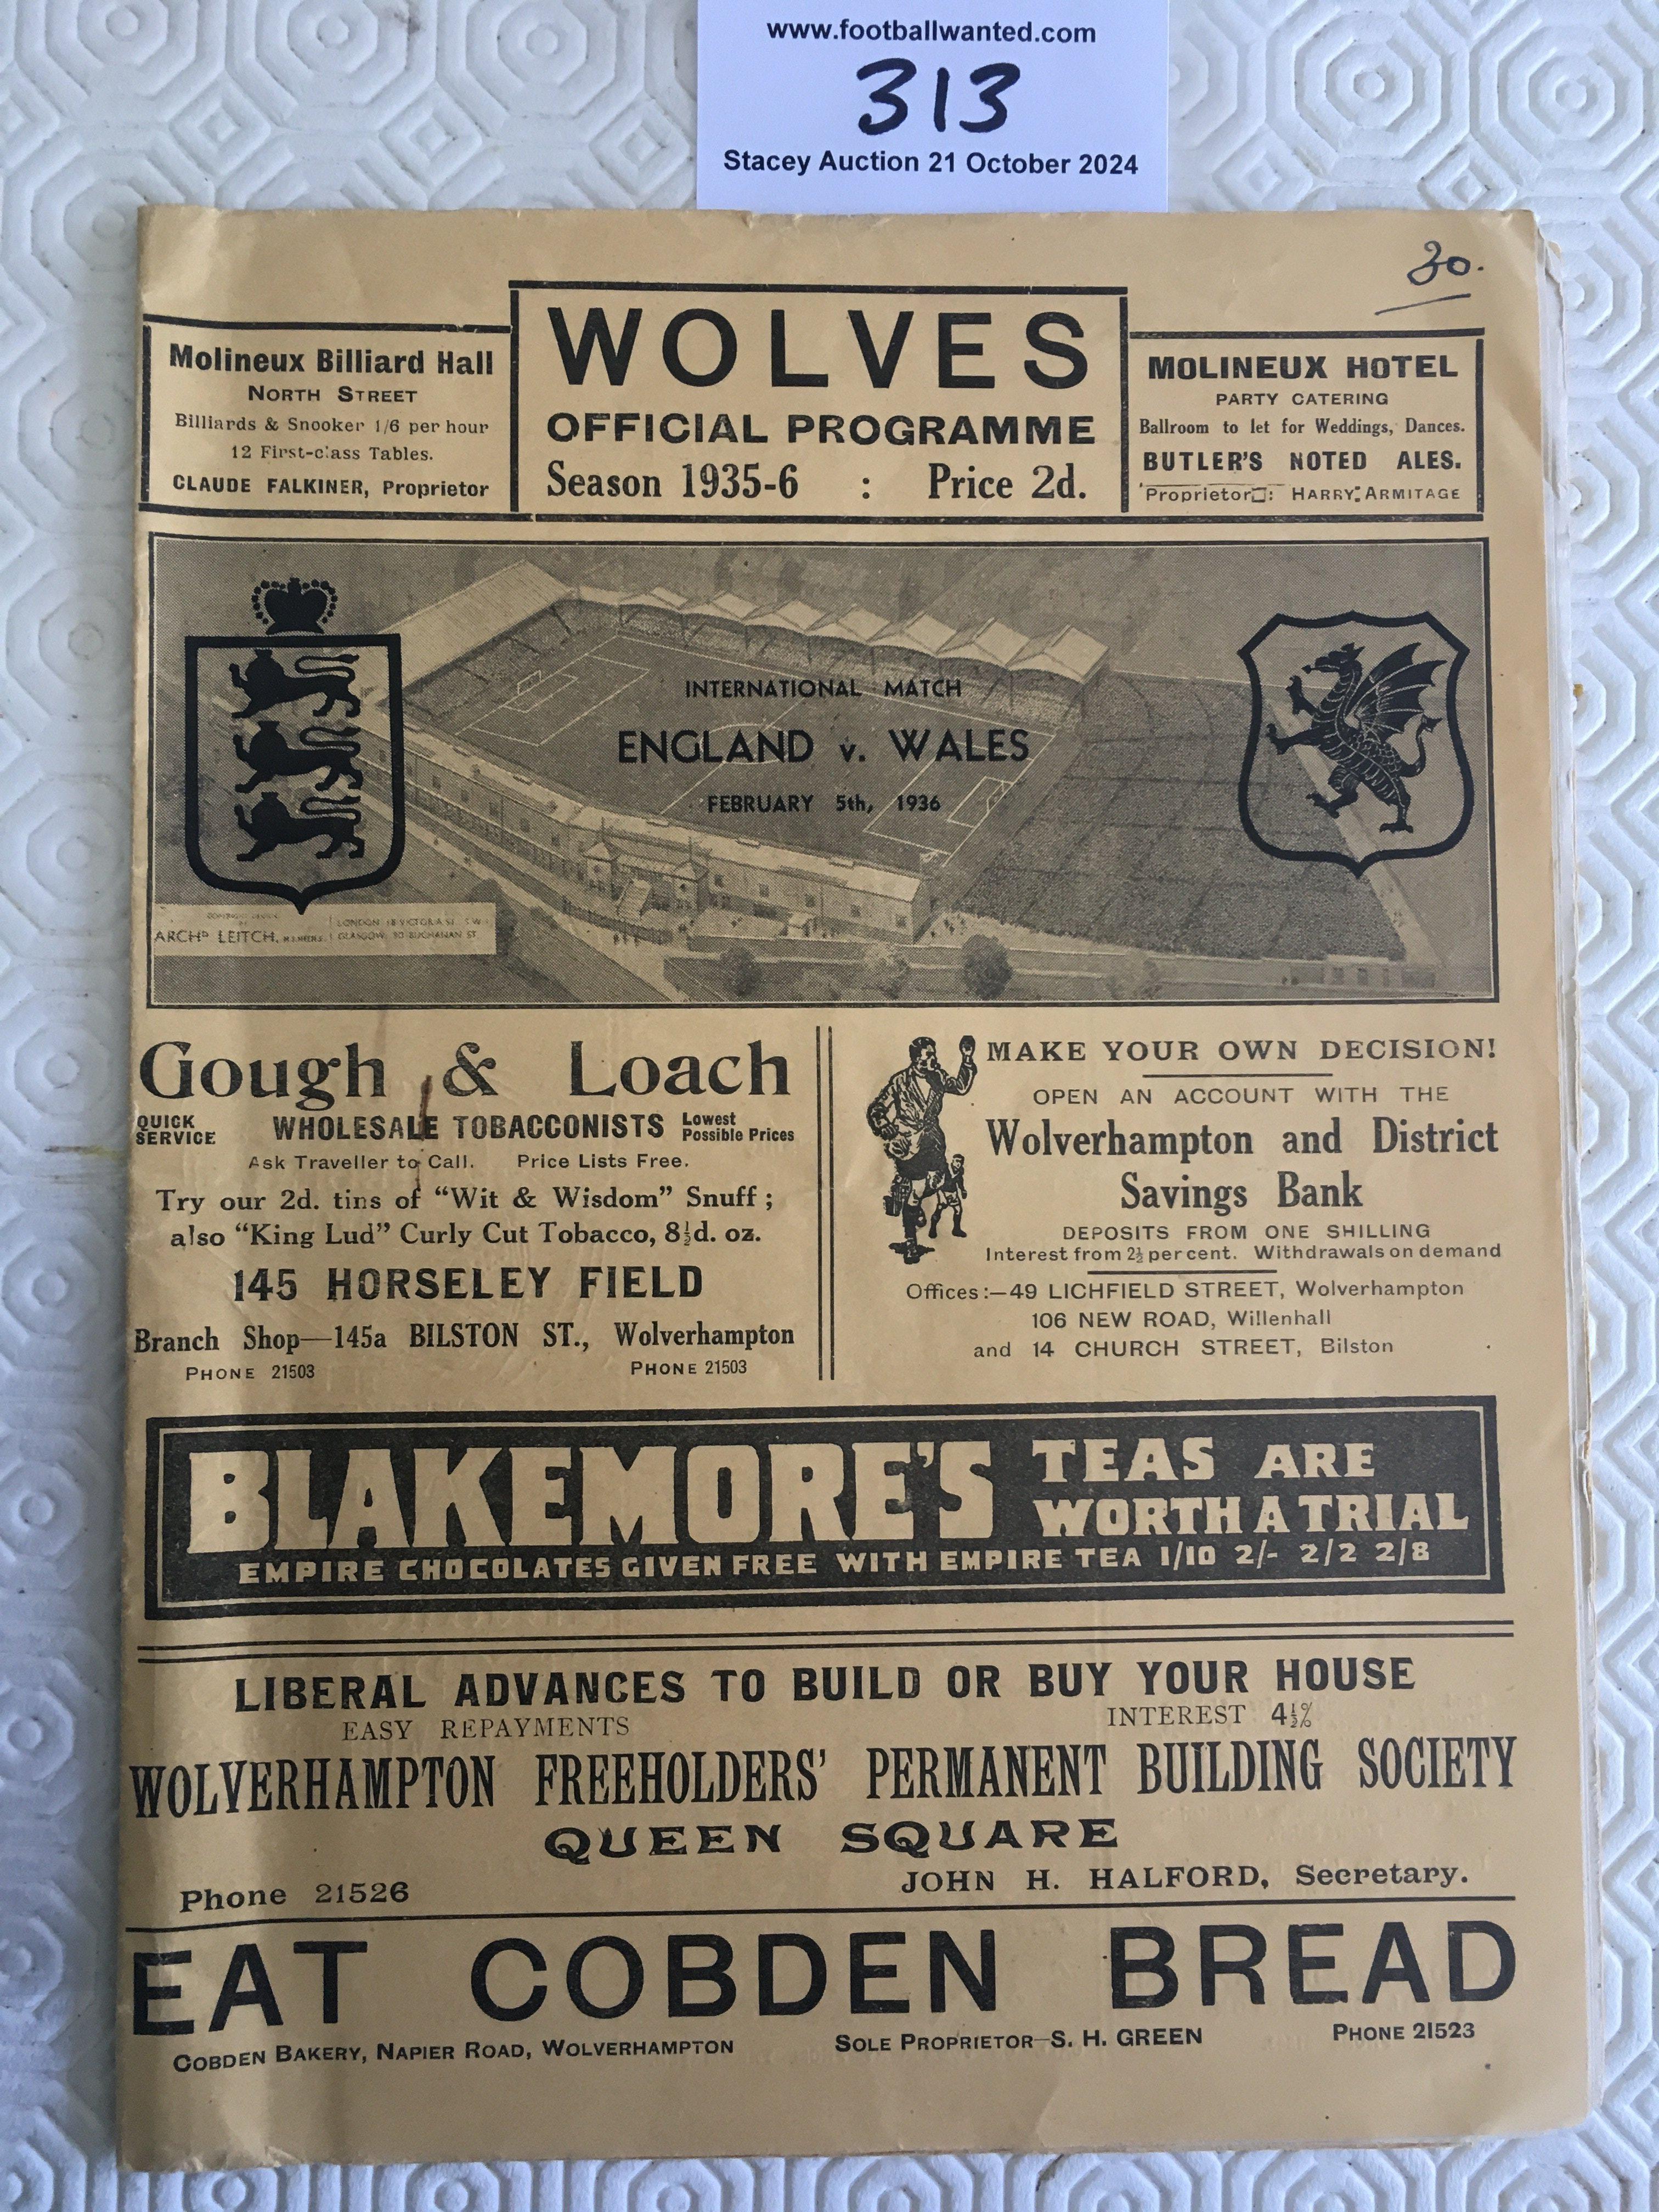 www.footballwanted.com
313
Stacey Auction 21 October 2024
30.
Molineux Billiard Hall
NORTH STREET
Billiards & Snooker 1/6 per hour
12 First-class Tables.
CLAUDE FALKINER, Proprietor
WOLVES
OFFICIAL PROGRAMME
Season 1935-6 : Price 2d.
MOLINEUX HOTEL
PARTY CATERING
Ballroom to let for Weddings, Dances.
BUTLER'S NOTED ALES.
Proprietor : HARRY ARMITAGE
INTERNATIONAL MATCH
ENGLAND v. WALES
FEBRUARY 5th, 1936
ARCHD LEITCH,
LONDON 18 VICTORIA ST. S.W.1
GLASGOW. 30 BUCHANAN ST.
Gough & Loach
QUICK SERVICE
WHOLESALE TOBACCONISTS
Lowest Possible Prices
Ask Traveller to Call. Price Lists Free.
Try our 2d. tins of "Wit & Wisdom" Snuff ;
also "King Lud" Curly Cut Tobacco, 8½d. oz.
145 HORSELEY FIELD
Branch Shop—145a BILSTON ST., Wolverhampton
PHONE 21503 PHONE 21503
MAKE YOUR OWN DECISION!
OPEN AN ACCOUNT WITH THE
Wolverhampton and District
Savings Bank
DEPOSITS FROM ONE SHILLING
Interest from 2½ per cent. Withdrawals on demand
Offices:—49 LICHFIELD STREET, Wolverhampton
106 NEW ROAD, Willenhall
and 14 CHURCH STREET, Bilston
BLAKEMORE'S TEAS ARE
WORTH A TRIAL
EMPIRE CHOCOLATES GIVEN FREE WITH EMPIRE TEA 1/10 2/- 2/2 2/8
LIBERAL ADVANCES TO BUILD OR BUY YOUR HOUSE
EASY REPAYMENTS INTEREST 4½%
WOLVERHAMPTON FREEHOLDERS' PERMANENT BUILDING SOCIETY
QUEEN SQUARE
Phone 21526 JOHN H. HALFORD, Secretary.
EAT COBDEN BREAD
COBDEN BAKERY, NAPIER ROAD, WOLVERHAMPTON SOLE PROPRIETOR—S. H. GREEN PHONE 21523